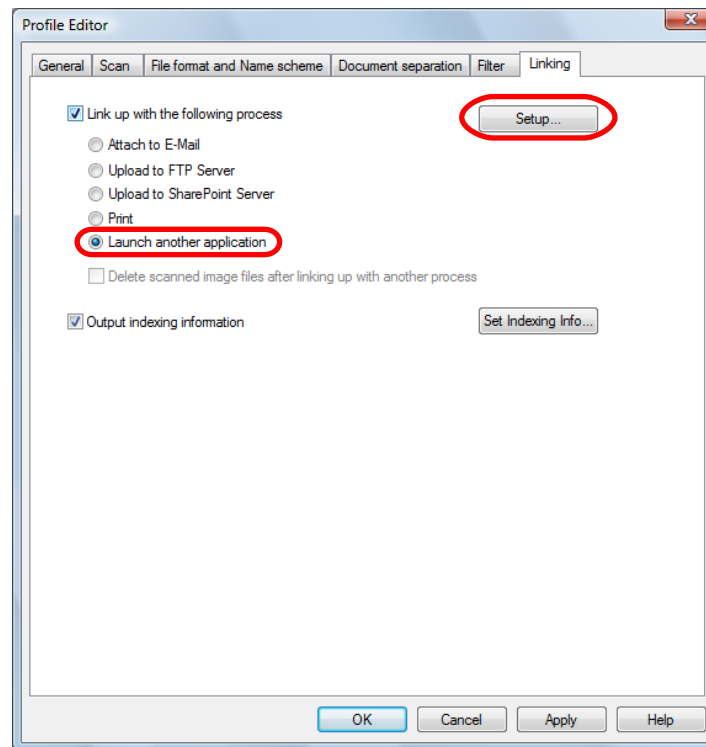 Profile Editor
General Scan File format and Name scheme Document separation Filter Linking
Link up with the following process
Setup...
Attach to E-Mail
Upload to FTP Server
Upload to SharePoint Server
Print
Launch another application
Delete scanned image files after linking up with another process
Output indexing information
Set Indexing Info...
OK Cancel Apply Help